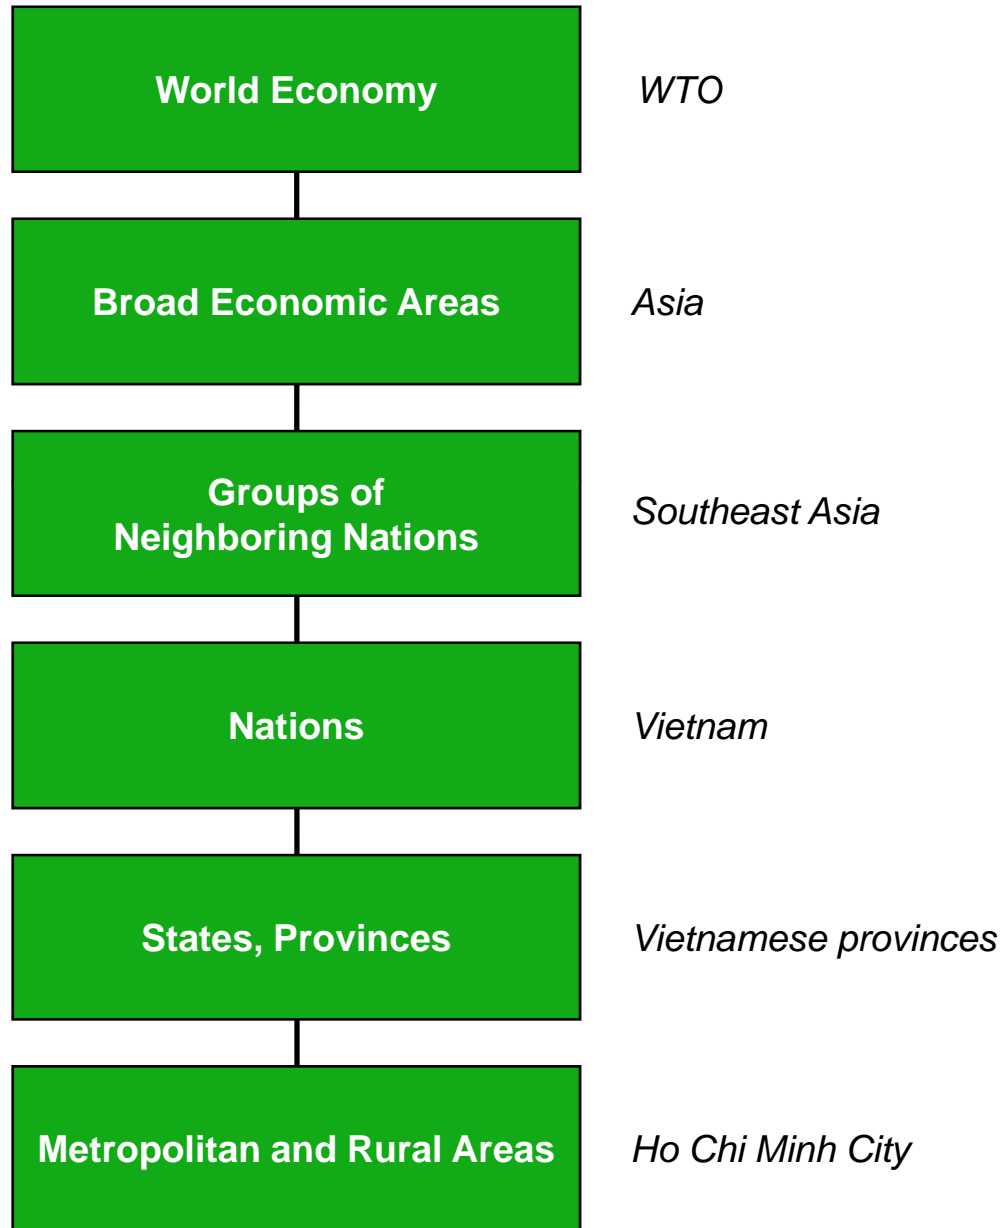 World Economy
WTO
Broad Economic Areas
Asia
Groups of
Neighboring Nations
Southeast Asia
Nations
Vietnam
States, Provinces
Vietnamese provinces
Metropolitan and Rural Areas
Ho Chi Minh City